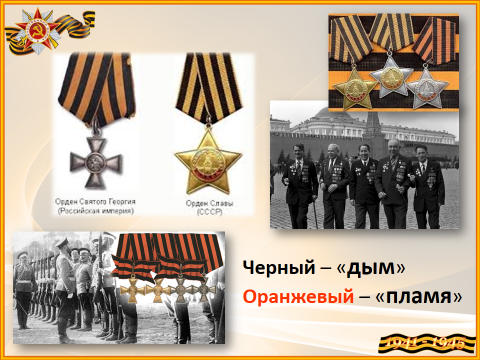 Орден Святого Георгия
(Российская империя)
Орден Славы
(СССР)
Черный – «дым»
Оранжевый – «пламя»
1941 - 1945